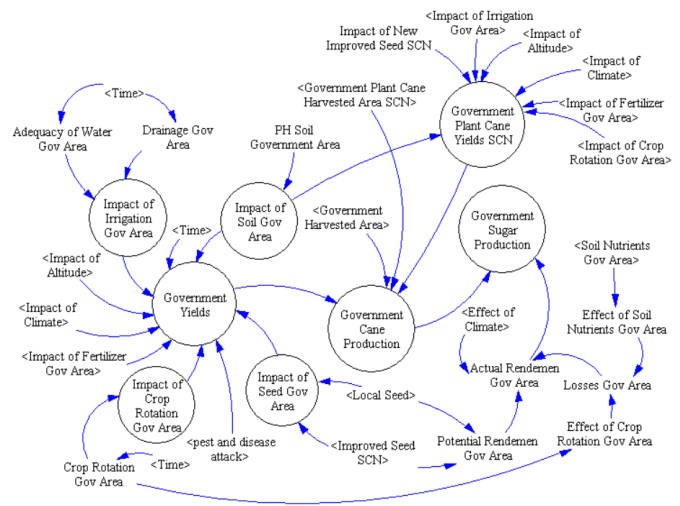 Impact of New
Improved Seed SCN
<Impact of Irrigation
Gov Area>
<Impact of
Altitude>
<Impact of
Climate>
<Impact of Fertilizer
Gov Area>
<Impact of Crop
Rotation Gov Area>
<Government Plant Cane
Harvested Area SCN>
Government
Plant Cane
Yields SCN
<Time>
Adequacy of Water
Gov Area
Drainage Gov
Area
PH Soil
Government Area
Impact of
Irrigation
Gov Area
Impact of
Soil Gov
Area
<Government
Harvested Area>
Government
Sugar
Production
<Time>
<Impact of
Altitude>
<Soil Nutrients
Gov Area>
Government
Yields
<Impact of
Climate>
Government
Cane
Production
<Effect of
Climate>
Effect of Soil
Nutrients Gov Area
<Impact of Fertilizer
Gov Area>
Impact of
Crop
Rotation
Gov Area
Impact of
Seed Gov
Area
<Local Seed>
Actual Rendemen
Gov Area
Losses Gov Area
<pest and disease
attack>
<Improved Seed
SCN>
Potential Rendemen
Gov Area
Effect of Crop
Rotation Gov Area
Crop Rotation
Gov Area
<Time>